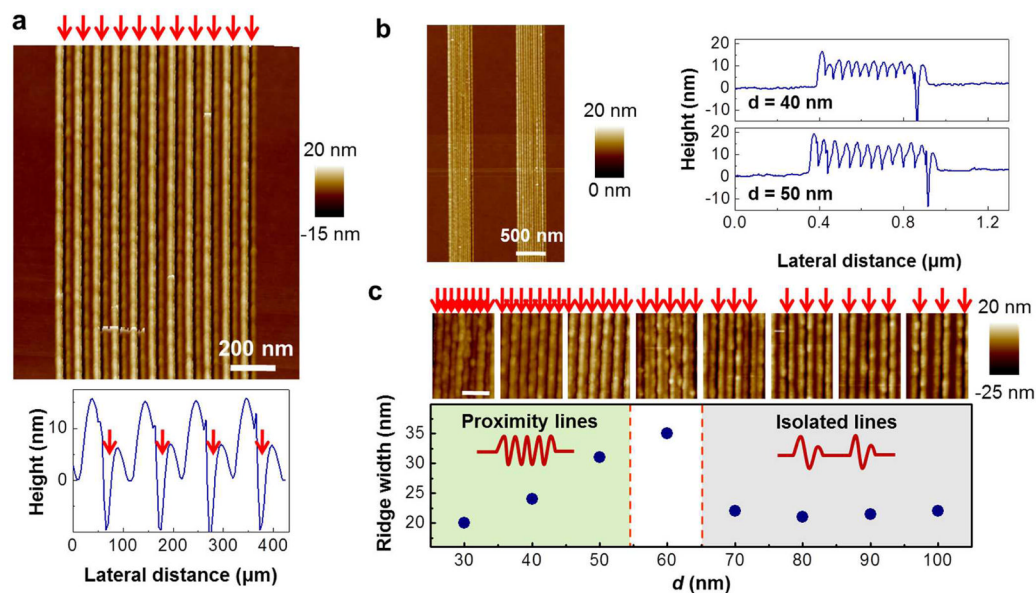 a
20 nm
-15 nm
200 nm
Height (nm)
10
0
0 100 200 300 400
Lateral distance (µm)
b
20 nm
0 nm
500 nm
Height (nm)
20
10
0
-10
d = 40 nm
20
10
0
-10
d = 50 nm
0.0 0.4 0.8 1.2
Lateral distance (µm)
c
20 nm
-25 nm
Ridge width (nm)
35
30
25
20
Proximity lines
Isolated lines
30 40 50 60 70 80 90 100
d (nm)